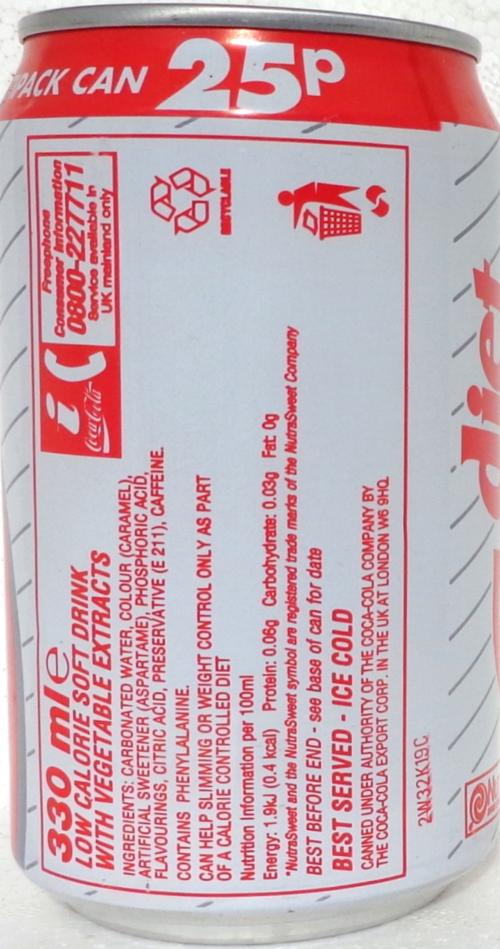 PACK CAN 25p
330 ml e
LOW CALORIE SOFT DRINK
WITH VEGETABLE EXTRACTS
INGREDIENTS: CARBONATED WATER, COLOUR (CARAMEL),
ARTIFICIAL SWEETENER (ASPARTAME), PHOSPHORIC ACID,
FLAVOURINGS, CITRIC ACID, PRESERVATIVE (E 211), CAFFEINE.
CONTAINS PHENYLALANINE.
CAN HELP SLIMMING OR WEIGHT CONTROL ONLY AS PART
OF A CALORIE CONTROLLED DIET
Nutrition Information per 100ml
Energy: 1.9kJ (0.4 kcal) Protein: 0.06g Carbohydrate: 0.03g Fat: 0g
*NutraSweet and the NutraSweet symbol are registered trade marks of the NutraSweet Company
BEST BEFORE END - see base of can for date
BEST SERVED - ICE COLD
CANNED UNDER AUTHORITY OF THE COCA-COLA COMPANY BY
THE COCA-COLA EXPORT CORP. IN THE UK AT LONDON W6 9HQ.
2W32K19C
i
Coca-Cola
Freephone
Consumer Information
0800-227711
Service available in
UK mainland only
RECYCLABLE
diet